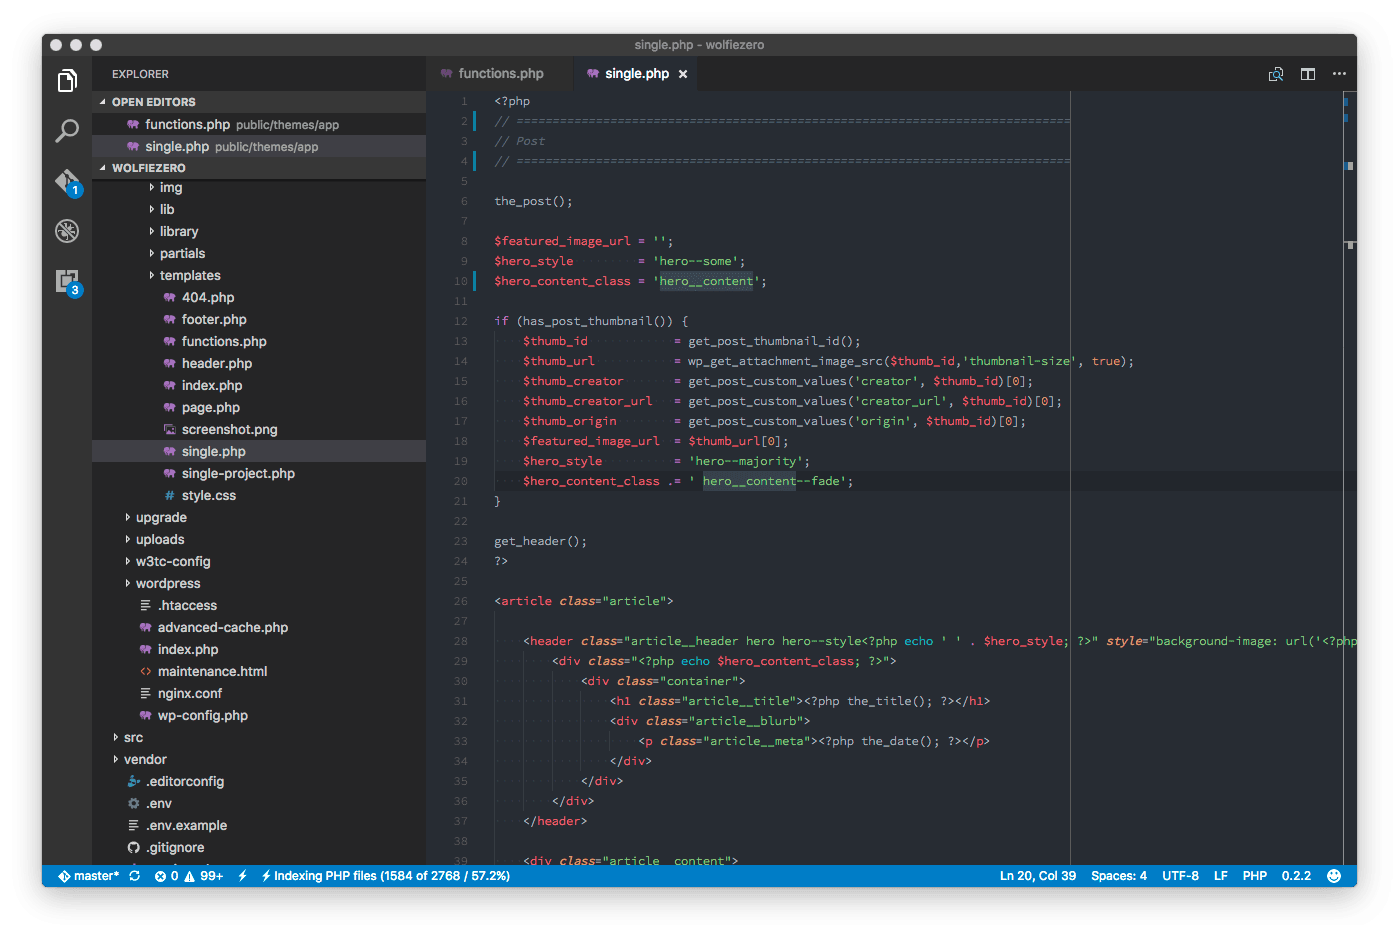 single.php - wolfiezero
EXPLORER
OPEN EDITORS
functions.php public/themes/app
single.php public/themes/app
WOLFIEZERO
img
lib
library
partials
templates
404.php
footer.php
functions.php
header.php
index.php
page.php
screenshot.png
single.php
single-project.php
style.css
upgrade
uploads
w3tc-config
wordpress
.htaccess
advanced-cache.php
index.php
maintenance.html
nginx.conf
wp-config.php
src
vendor
.editorconfig
.env
.env.example
.gitignore
1
3
functions.php single.php ×
1 <?php
2 // =============================================================================
3 // Post
4 // =============================================================================
5
6 the_post();
7
8 $featured_image_url = '';
9 $hero_style         = 'hero--some';
10 $hero_content_class = 'hero__content';
11
12 if (has_post_thumbnail()) {
13     $thumb_id            = get_post_thumbnail_id();
14     $thumb_url           = wp_get_attachment_image_src($thumb_id,'thumbnail-size', true);
15     $thumb_creator       = get_post_custom_values('creator', $thumb_id)[0];
16     $thumb_creator_url   = get_post_custom_values('creator_url', $thumb_id)[0];
17     $thumb_origin        = get_post_custom_values('origin', $thumb_id)[0];
18     $featured_image_url  = $thumb_url[0];
19     $hero_style          = 'hero--majority';
20     $hero_content_class .= ' hero__content--fade';
21 }
22
23 get_header();
24 ?>
25
26 <article class="article">
27
28     <header class="article__header hero hero--style<?php echo ' ' . $hero_style; ?>" style="background-image: url('<?php
29         <div class="<?php echo $hero_content_class; ?>">
30             <div class="container">
31                 <h1 class="article__title"><?php the_title(); ?></h1>
32                 <div class="article__blurb">
33                     <p class="article__meta"><?php the_date(); ?></p>
34                 </div>
35             </div>
36         </div>
37     </header>
38
39     <div class="article__content">
master* 0 99+ Indexing PHP files (1584 of 2768 / 57.2%) Ln 20, Col 39 Spaces: 4 UTF-8 LF PHP 0.2.2